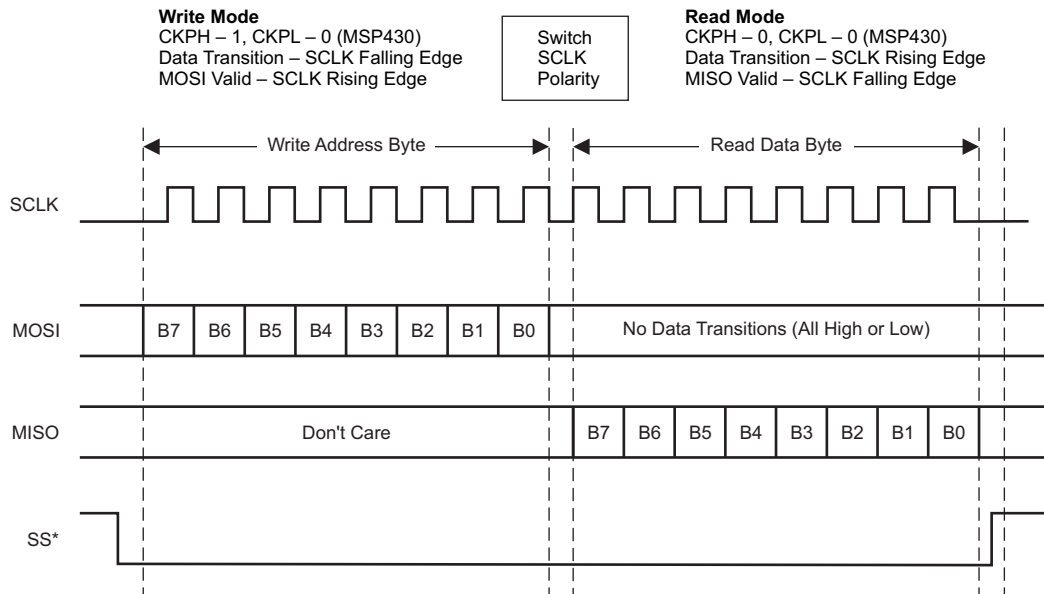 Write Mode
CKPH – 1, CKPL – 0 (MSP430)
Data Transition – SCLK Falling Edge
MOSI Valid – SCLK Rising Edge
Switch
SCLK
Polarity
Read Mode
CKPH – 0, CKPL – 0 (MSP430)
Data Transition – SCLK Rising Edge
MISO Valid – SCLK Falling Edge
Write Address Byte
Read Data Byte
SCLK
MOSI
B7 B6 B5 B4 B3 B2 B1 B0
No Data Transitions (All High or Low)
MISO
Don't Care
B7 B6 B5 B4 B3 B2 B1 B0
SS*